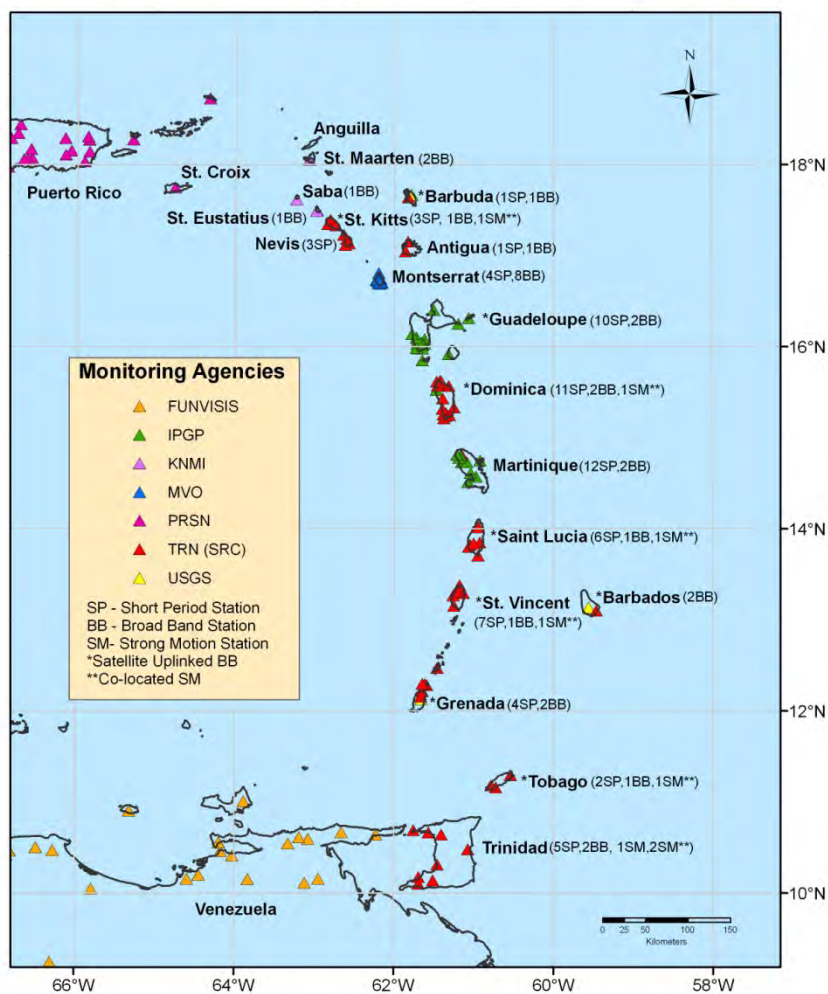 N
Anguilla
St. Maarten (2BB)
18°N
St. Croix
Puerto Rico
Saba(1BB)
*Barbuda(1SP,1BB)
St. Eustatius (1BB)
*St. Kitts(3SP, 1BB,1SM**)
Nevis(3SP)
Antigua (1SP,1BB)
Montserrat(4SP,8BB)
*Guadeloupe(10SP,2BB)
16°N
Monitoring Agencies
FUNVISIS
IPGP
KNMI
MVO
PRSN
TRN (SRC)
USGS
SP - Short Period Station
BB - Broad Band Station
SM- Strong Motion Station
*Satellite Uplinked BB
**Co-located SM
*Dominica (11SP,2BB,1SM**)
Martinique(12SP,2BB)
14°N
*Saint Lucia (6SP,1BB,1SM**)
*St. Vincent
(7SP,1BB,1SM**)
*Barbados(2BB)
12°N
*Grenada(4SP,2BB)
*Tobago (2SP,1BB,1SM**)
Trinidad(5SP,2BB, 1SM,2SM**)
10°N
Venezuela
0 25 50 100 150
Kilometers
66°W 64°W 62°W 60°W 58°W